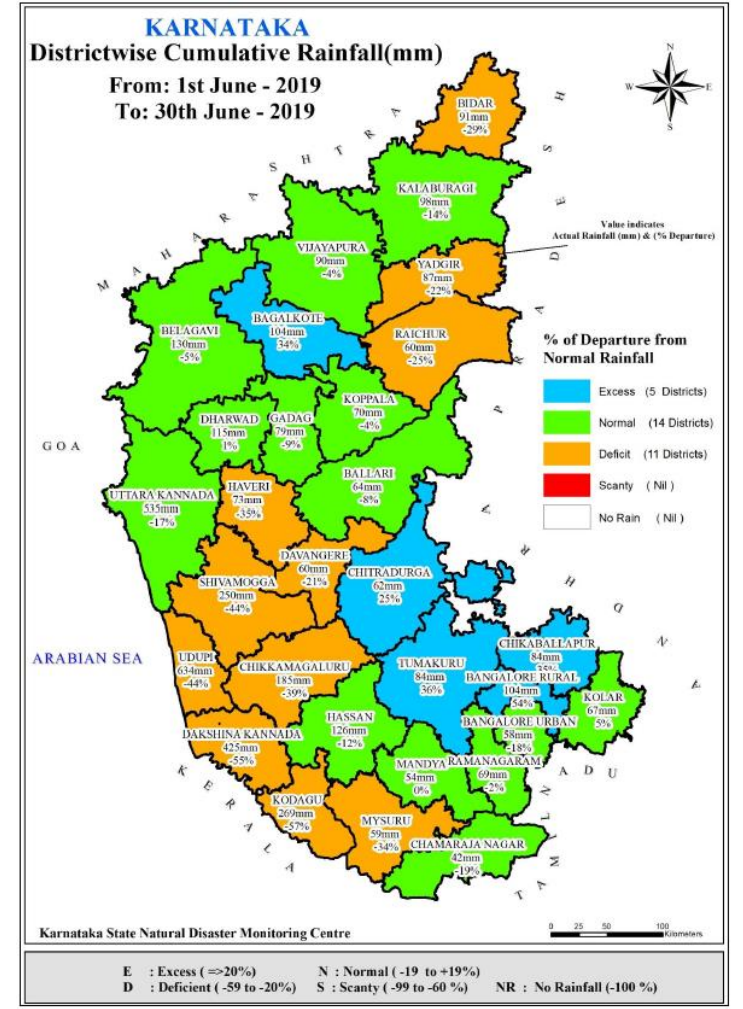 KARNATAKA
Districtwise Cumulative Rainfall(mm)
From: 1st June - 2019
To: 30th June - 2019
N
W
E
S
MAHARASHTRA
BIDAR
91mm
-29%
KALABURAGI
98mm
-14%
Value indicates
Actual Rainfall (mm) & (% Departure)
VIJAYAPURA
90mm
-4%
YADGIR
87mm
-22%
BAGALKOTE
104mm
34%
BELAGAVI
130mm
-5%
RAICHUR
60mm
-25%
% of Departure from
Normal Rainfall
Excess (5 Districts)
Normal (14 Districts)
Deficit (11 Districts)
Scanty ( Nil )
No Rain ( Nil )
KOPPALA
70mm
-4%
DHARWAD
115mm
1%
GADAG
79mm
-9%
GOA
BALLARI
64mm
-8%
HAVERI
73mm
-35%
UTTARA KANNADA
535mm
-17%
ANDHRA PRADESH
DAVANGERE
60mm
-21%
CHITRADURGA
62mm
25%
SHIVAMOGGA
250mm
-44%
ARABIAN SEA
UDUPI
634mm
-44%
CHIKKAMAGALURU
185mm
-39%
TUMAKURU
84mm
36%
CHIKABALLAPUR
84mm
35%
BANGALORE RURAL
104mm
54%
KOLAR
67mm
5%
HASSAN
126mm
-12%
BANGALORE URBAN
58mm
-18%
DAKSHINA KANNADA
425mm
-55%
MANDYA
54mm
0%
RAMANAGARAM
69mm
-2%
KERALA
TAMILNADU
KODAGU
269mm
-57%
MYSURU
59mm
-34%
CHAMARAJA NAGAR
42mm
-19%
Karnataka State Natural Disaster Monitoring Centre
0 25 50 100
Kilometers
E : Excess ( =>20%) N : Normal ( -19 to +19%)
D : Deficient ( -59 to -20%) S : Scanty ( -99 to -60 %) NR : No Rainfall (-100 %)